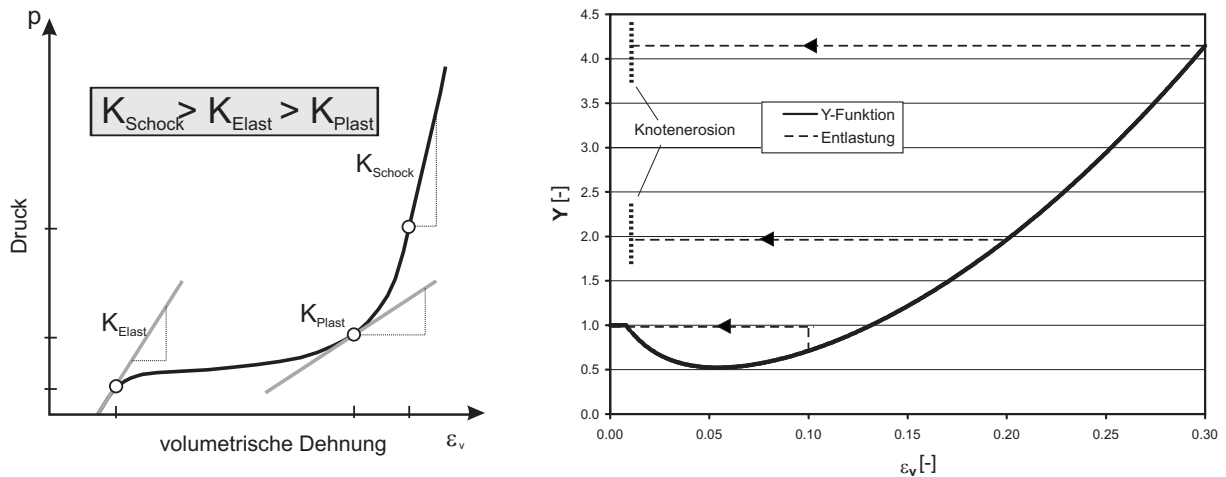 p
K_Schock > K_Elast > K_Plast
K_Schock
Druck
K_Elast
K_Plast
volumetrische Dehnung
ε_v
4.5
4.0
3.5
3.0
2.5
2.0
1.5
1.0
0.5
0.0
Y [-]
Knotenerosion
Y-Funktion
Entlastung
0.00 0.05 0.10 0.15 0.20 0.25 0.30
ε_v [-]